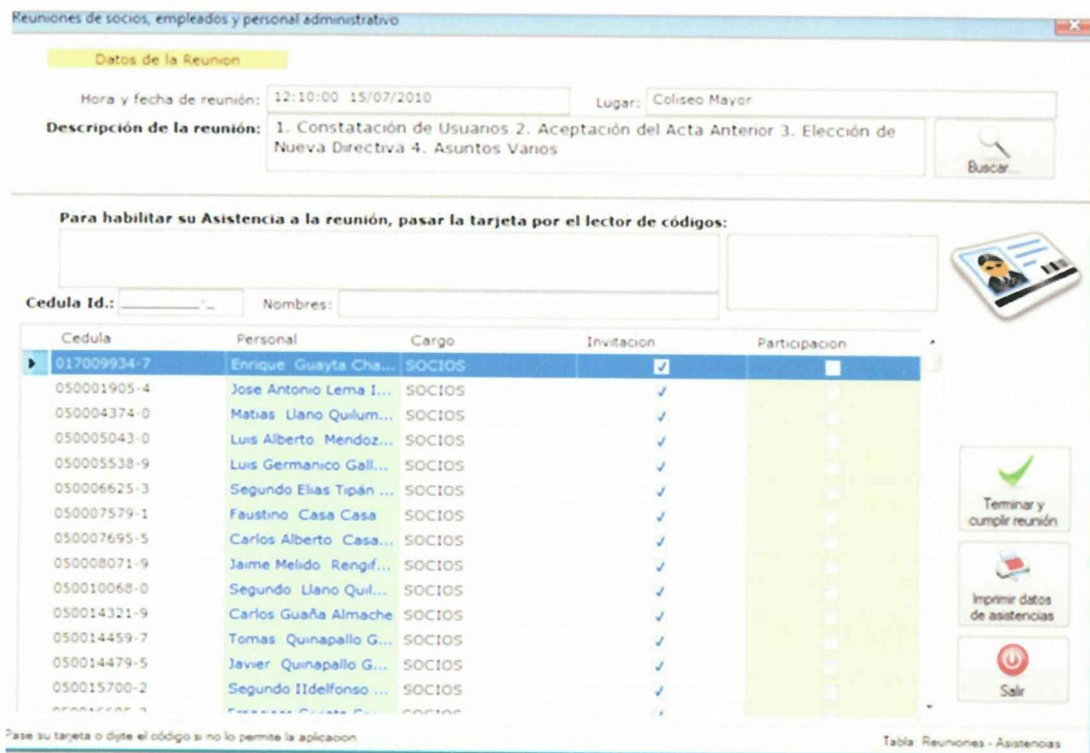 Reuniones de socios, empleados y personal administrativo
Datos de la Reunion
Hora y fecha de reunión: 12:10:00 15/07/2010 Lugar: Coliseo Mayor
Descripción de la reunión: 1. Constatación de Usuarios 2. Aceptación del Acta Anterior 3. Elección de
Nueva Directiva 4. Asuntos Varios
Buscar...
Para habilitar su Asistencia a la reunión, pasar la tarjeta por el lector de códigos:
Cedula Id.: _________-_ Nombres:
Cedula Personal Cargo Invitacion Participacion
017009934-7 Enrique Guayta Cha... SOCIOS
050001905-4 Jose Antonio Lema I... SOCIOS
050004374-0 Matias Llano Quilum... SOCIOS
050005043-0 Luis Alberto Mendoz... SOCIOS
050005538-9 Luis Germanico Gall... SOCIOS
050006625-3 Segundo Elias Tipán ... SOCIOS
050007579-1 Faustino Casa Casa SOCIOS
050007695-5 Carlos Alberto Casa... SOCIOS
050008071-9 Jaime Melido Rengif... SOCIOS
050010068-0 Segundo Llano Quil... SOCIOS
050014321-9 Carlos Guaña Almache SOCIOS
050014459-7 Tomas Quinapallo G... SOCIOS
050014479-5 Javier Quinapallo G... SOCIOS
050015700-2 Segundo IIdelfonso ... SOCIOS
Terminar y
cumplir reunión
Imprimir datos
de asistencias
Salir
Pase su tarjeta o dijte el código si no lo permite la aplicacion
Tabla: Reuniones - Asistencias